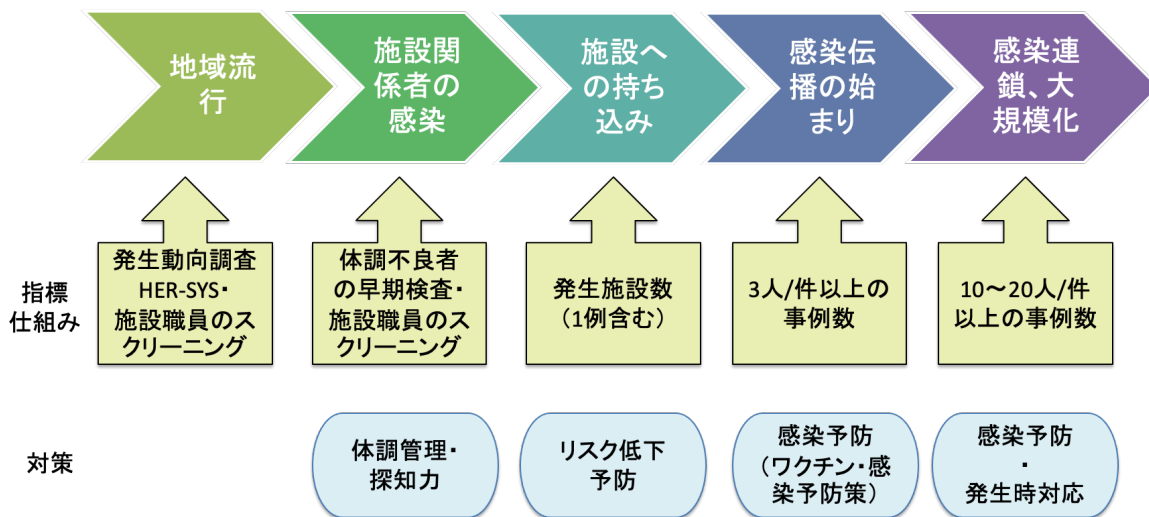 地域流
行
施設関
係者の
感染
施設へ
の持ち
込み
感染伝
播の始
まり
感染連
鎖、大
規模化
指標
仕組み
発生動向調査
HER-SYS・
施設職員のス
クリーニング
体調不良者
の早期検査・
施設職員のス
クリーニング
発生施設数
（1例含む）
3人/件以上の
事例数
10～20人/件
以上の事例数
対策
体調管理・
探知力
リスク低下
予防
感染予防
（ワクチン・感
染予防策）
感染予防
・
発生時対応